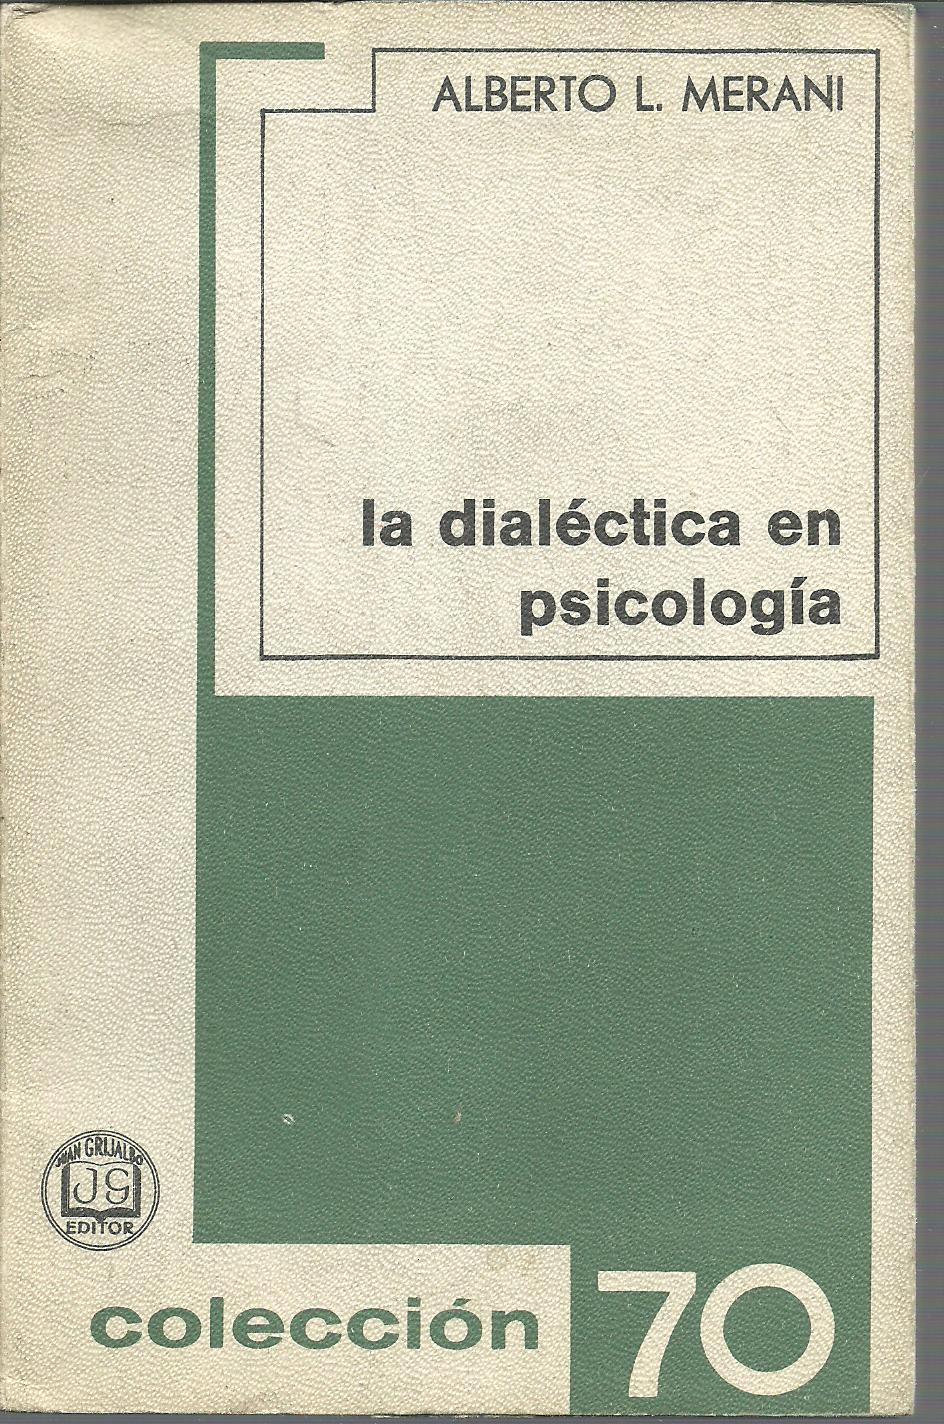 ALBERTO L. MERANI
la dialéctica en
psicología
JUAN GRIJALBO
JG
EDITOR
colección 70